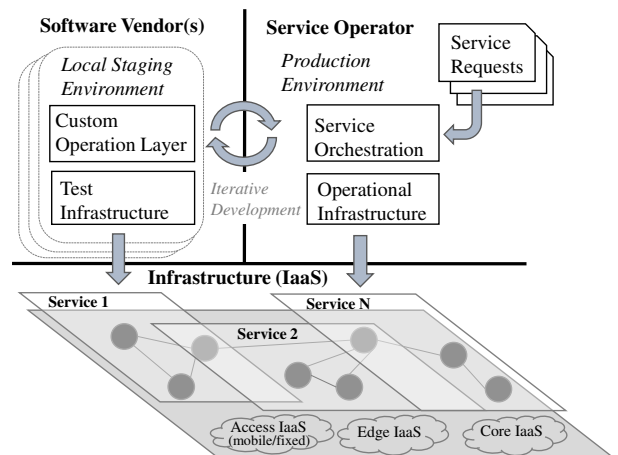 Software Vendor(s)
Service Operator
Local Staging
Environment
Production
Environment
Service
Requests
Custom
Operation Layer
Service
Orchestration
Test
Infrastructure
Iterative
Development
Operational
Infrastructure
Infrastructure (IaaS)
Service 1
Service N
Service 2
Access IaaS
(mobile/fixed)
Edge IaaS
Core IaaS